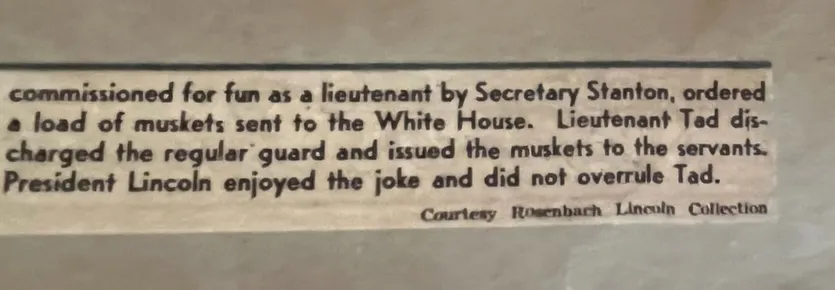 commissioned for fun as a lieutenant by Secretary Stanton, ordered
a load of muskets sent to the White House. Lieutenant Tad dis-
charged the regular guard and issued the muskets to the servants.
President Lincoln enjoyed the joke and did not overrule Tad.
Courtesy Rosenbach Lincoln Collection